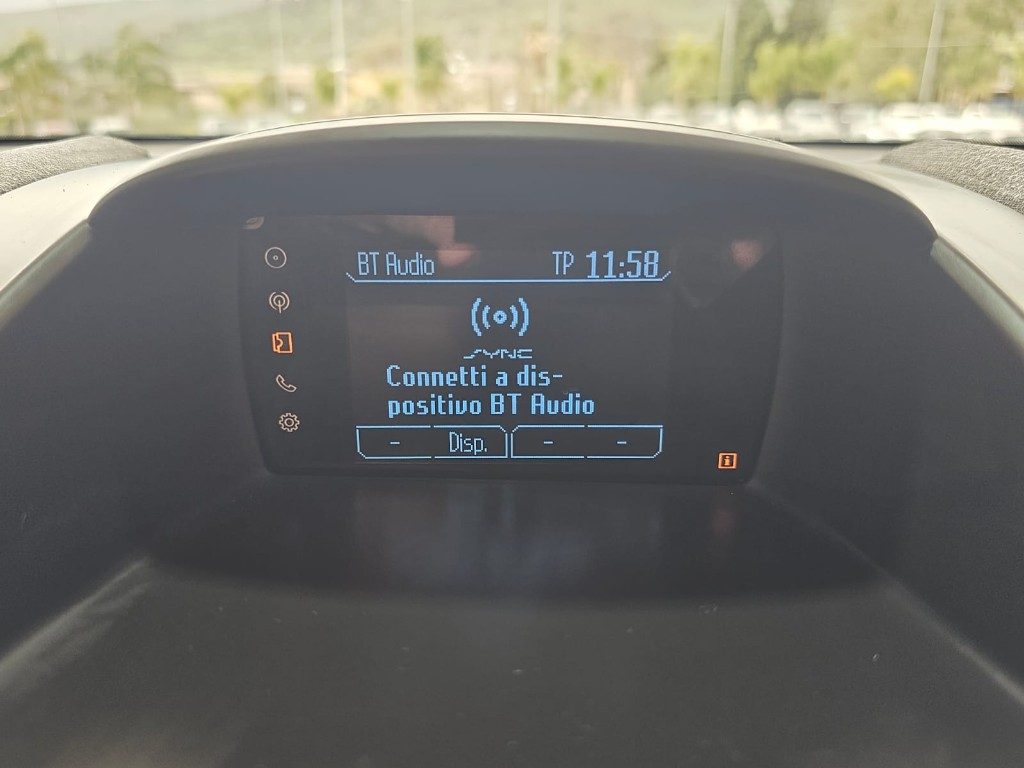 BT Audio TP 11:58
SYNC
Connetti a dis-
positivo BT Audio
- Disp. - -